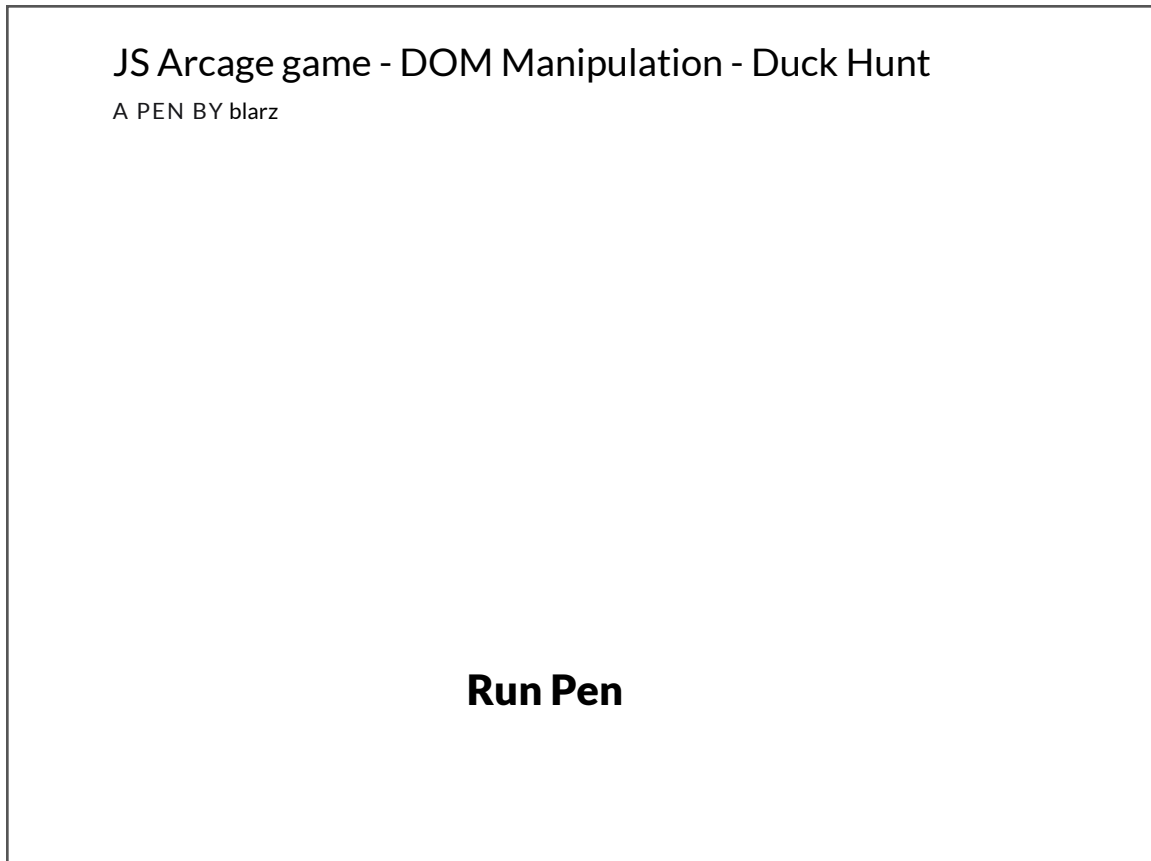 JS Arcage game - DOM Manipulation - Duck Hunt
A PEN BY blarz
Run Pen